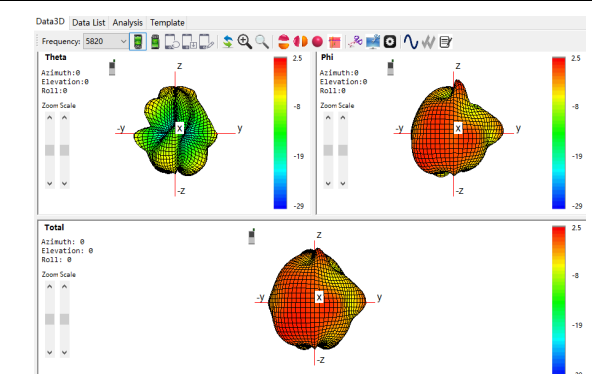 Data3D Data List Analysis Template
Frequency: 5820
Theta
Azimuth:0
Elevation:0
Roll:0
Zoom Scale
z
-y x y
-z
2.5
-8
-19
-29
Phi
Azimuth:0
Elevation:0
Roll:0
Zoom Scale
z
-y x y
-z
2.5
-8
-19
-29
Total
Azimuth: 0
Elevation: 0
Roll: 0
Zoom Scale
z
-y x y
-z
2.5
-8
-19